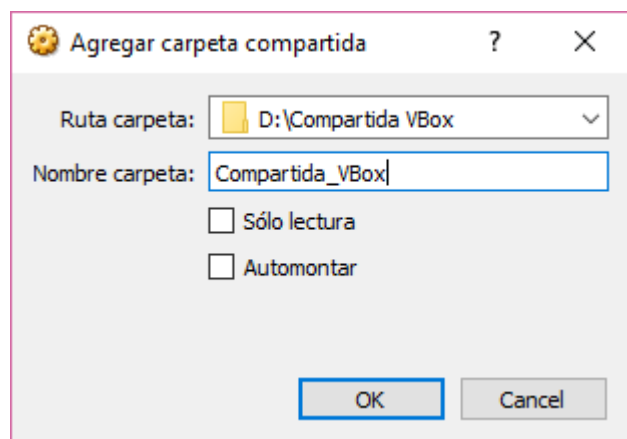 Agregar carpeta compartida ?
Ruta carpeta: D:\Compartida VBox
Nombre carpeta: Compartida_VBox
Sólo lectura
Automontar
OK Cancel